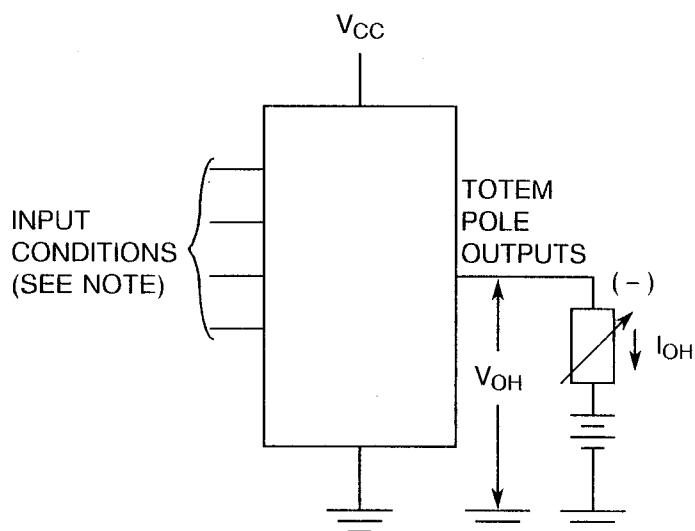 VCC
INPUT
CONDITIONS
(SEE NOTE)
TOTEM
POLE
OUTPUTS
(-)
IOH
VOH